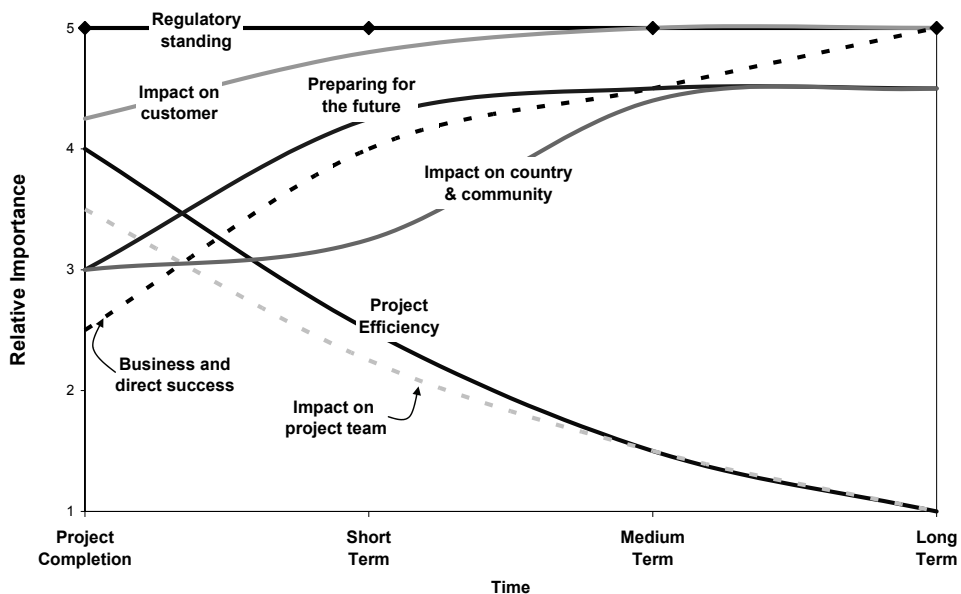 5
4
3
2
1
Relative Importance
Regulatory
standing
Impact on
customer
Preparing for
the future
Impact on country
& community
Project
Efficiency
Business and
direct success
Impact on
project team
Project
Completion
Short
Term
Medium
Term
Long
Term
Time